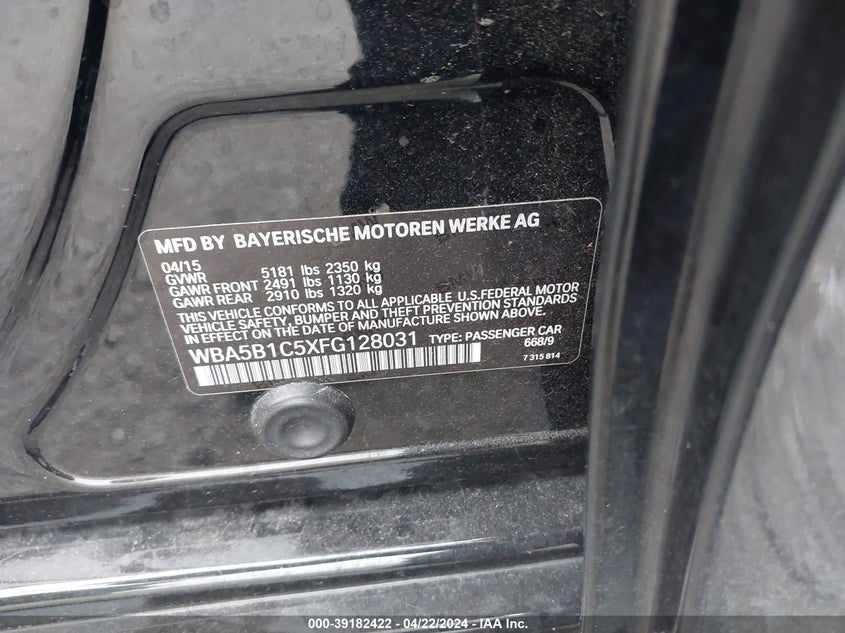 MFD BY BAYERISCHE MOTOREN WERKE AG
04/15
GVWR 5181 lbs 2350 kg
GAWR FRONT 2491 lbs 1130 kg
GAWR REAR 2910 lbs 1320 kg
THIS VEHICLE CONFORMS TO ALL APPLICABLE U.S.FEDERAL MOTOR
VEHICLE SAFETY, BUMPER AND THEFT PREVENTION STANDARDS
IN EFFECT ON THE DATE OF MANUFACTURE SHOWN ABOVE.
WBA5B1C5XFG128031 TYPE: PASSENGER CAR
668/9
7 315 814
000-39182422 - 04/22/2024 - IAA Inc.